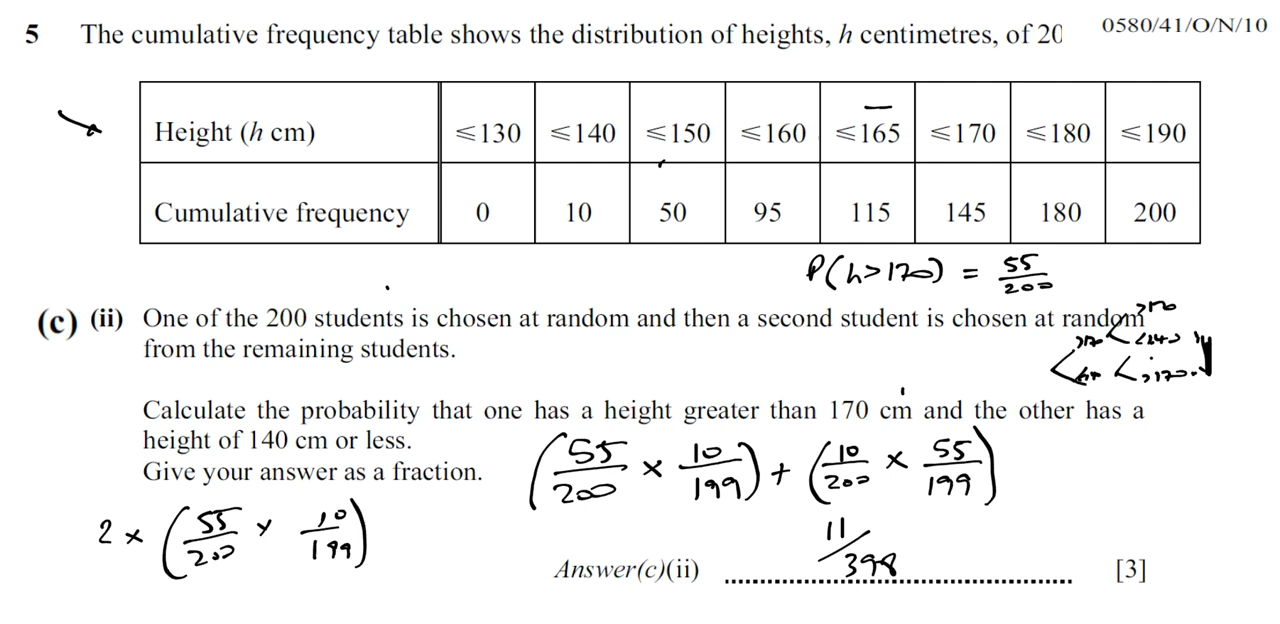 5 The cumulative frequency table shows the distribution of heights, h centimetres, of 20
0580/41/O/N/10
Height (h cm) ⩽130 ⩽140 ⩽150 ⩽160 ⩽165 ⩽170 ⩽180 ⩽190
Cumulative frequency 0 10 50 95 115 145 180 200
P(h>170) = 55/200
(c) (ii) One of the 200 students is chosen at random and then a second student is chosen at random
from the remaining students.
Calculate the probability that one has a height greater than 170 cm and the other has a
height of 140 cm or less.
Give your answer as a fraction.
(55/200 × 10/199) + (10/200 × 55/199)
2 × (55/200 × 10/199)
Answer(c)(ii) 11/398 [3]